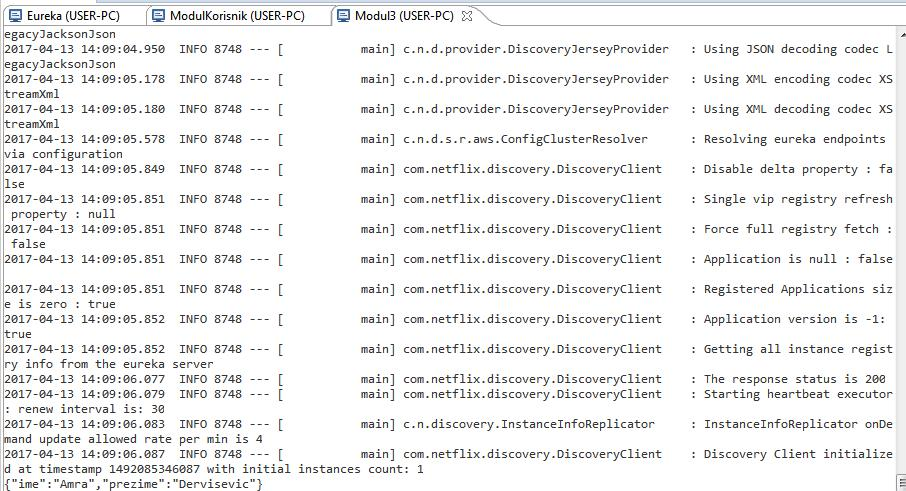 Eureka (USER-PC) ModulKorisnik (USER-PC) Modul3 (USER-PC)
egacyJacksonJson
2017-04-13 14:09:04.950  INFO 8748 --- [           main] c.n.d.provider.DiscoveryJerseyProvider   : Using JSON decoding codec L
egacyJacksonJson
2017-04-13 14:09:05.178  INFO 8748 --- [           main] c.n.d.provider.DiscoveryJerseyProvider   : Using XML encoding codec XS
treamXml
2017-04-13 14:09:05.180  INFO 8748 --- [           main] c.n.d.provider.DiscoveryJerseyProvider   : Using XML decoding codec XS
treamXml
2017-04-13 14:09:05.578  INFO 8748 --- [           main] c.n.d.s.r.aws.ConfigClusterResolver      : Resolving eureka endpoints
via configuration
2017-04-13 14:09:05.849  INFO 8748 --- [           main] com.netflix.discovery.DiscoveryClient    : Disable delta property : fa
lse
2017-04-13 14:09:05.851  INFO 8748 --- [           main] com.netflix.discovery.DiscoveryClient    : Single vip registry refresh
 property : null
2017-04-13 14:09:05.851  INFO 8748 --- [           main] com.netflix.discovery.DiscoveryClient    : Force full registry fetch :
 false
2017-04-13 14:09:05.851  INFO 8748 --- [           main] com.netflix.discovery.DiscoveryClient    : Application is null : false
2017-04-13 14:09:05.851  INFO 8748 --- [           main] com.netflix.discovery.DiscoveryClient    : Registered Applications siz
e is zero : true
2017-04-13 14:09:05.852  INFO 8748 --- [           main] com.netflix.discovery.DiscoveryClient    : Application version is -1:
true
2017-04-13 14:09:05.852  INFO 8748 --- [           main] com.netflix.discovery.DiscoveryClient    : Getting all instance regist
ry info from the eureka server
2017-04-13 14:09:06.077  INFO 8748 --- [           main] com.netflix.discovery.DiscoveryClient    : The response status is 200
2017-04-13 14:09:06.079  INFO 8748 --- [           main] com.netflix.discovery.DiscoveryClient    : Starting heartbeat executor
: renew interval is: 30
2017-04-13 14:09:06.083  INFO 8748 --- [           main] c.n.discovery.InstanceInfoReplicator     : InstanceInfoReplicator onDe
mand update allowed rate per min is 4
2017-04-13 14:09:06.087  INFO 8748 --- [           main] com.netflix.discovery.DiscoveryClient    : Discovery Client initialize
d at timestamp 1492085346087 with initial instances count: 1
{"ime":"Amra","prezime":"Dervisevic"}